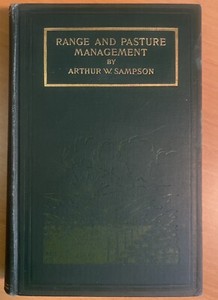 RANGE AND PASTURE
MANAGEMENT
BY
ARTHUR W. SAMPSON